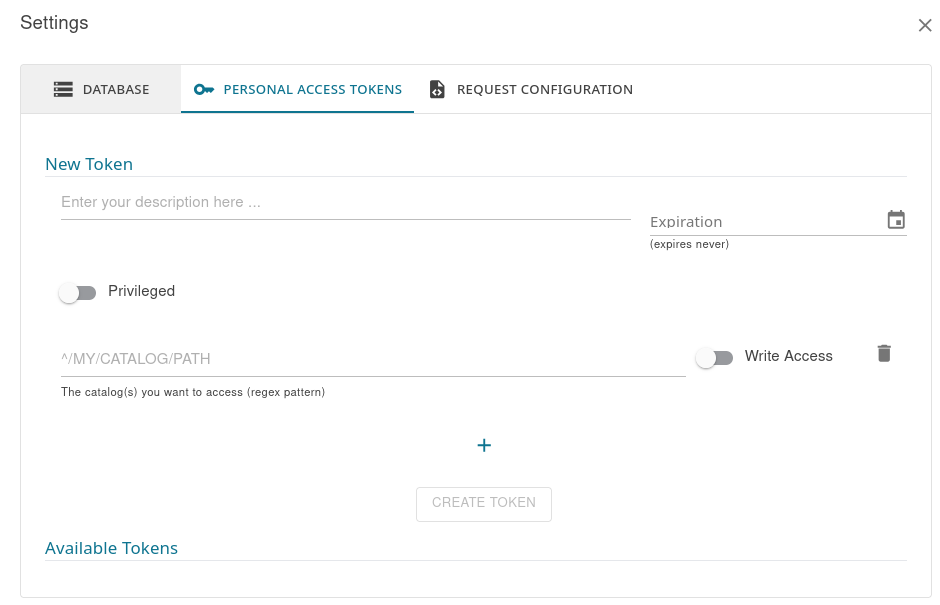 Settings
DATABASE
PERSONAL ACCESS TOKENS
REQUEST CONFIGURATION
New Token
Enter your description here ...
Expiration
(expires never)
Privileged
^/MY/CATALOG/PATH
Write Access
The catalog(s) you want to access (regex pattern)
+
CREATE TOKEN
Available Tokens